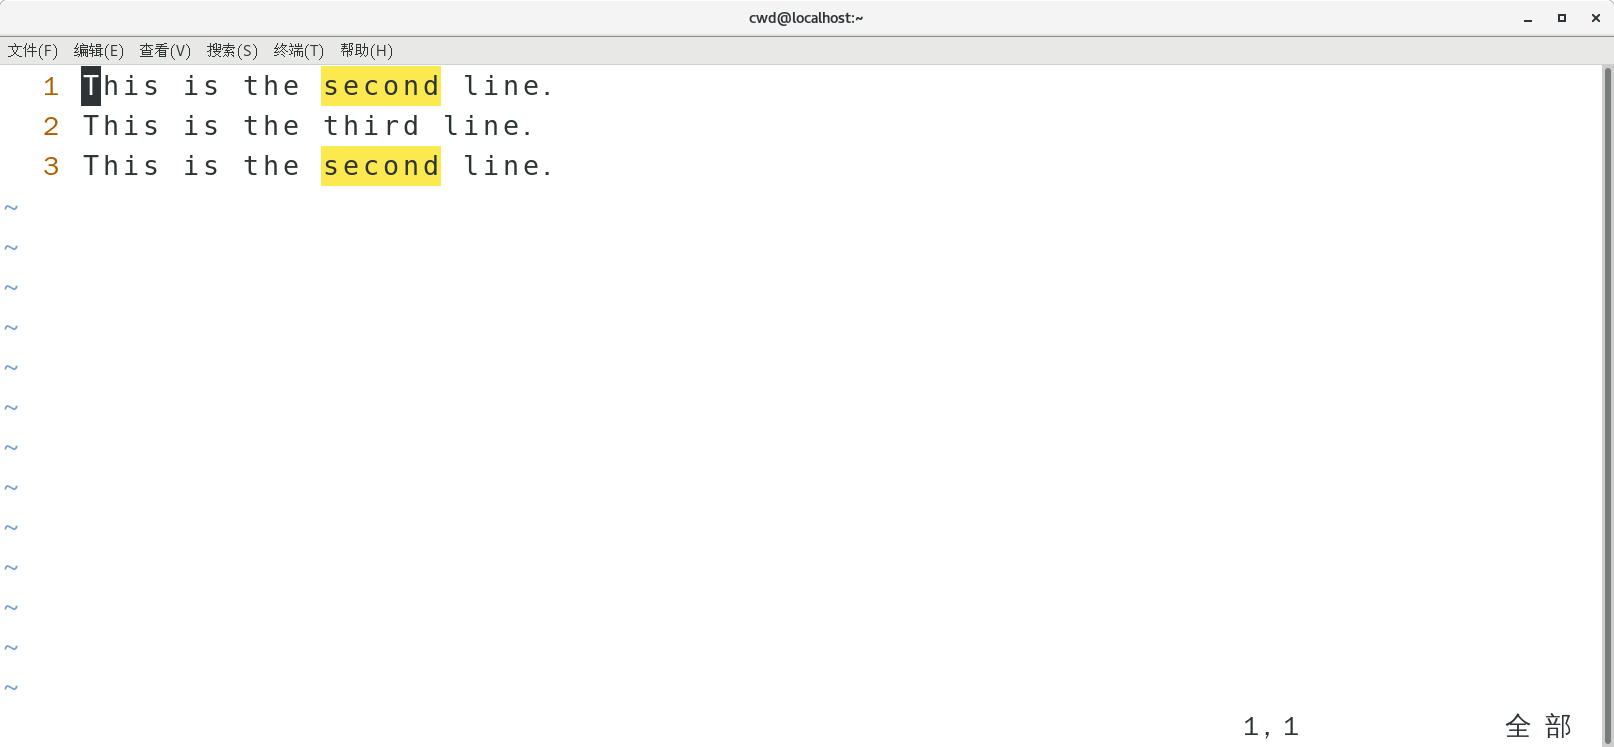 cwd@localhost:~
文件(F) 编辑(E) 查看(V) 搜索(S) 终端(T) 帮助(H)
1 This is the second line.
2 This is the third line.
3 This is the second line.
~
~
~
~
~
~
~
~
~
~
~
~
~
1,1 全部